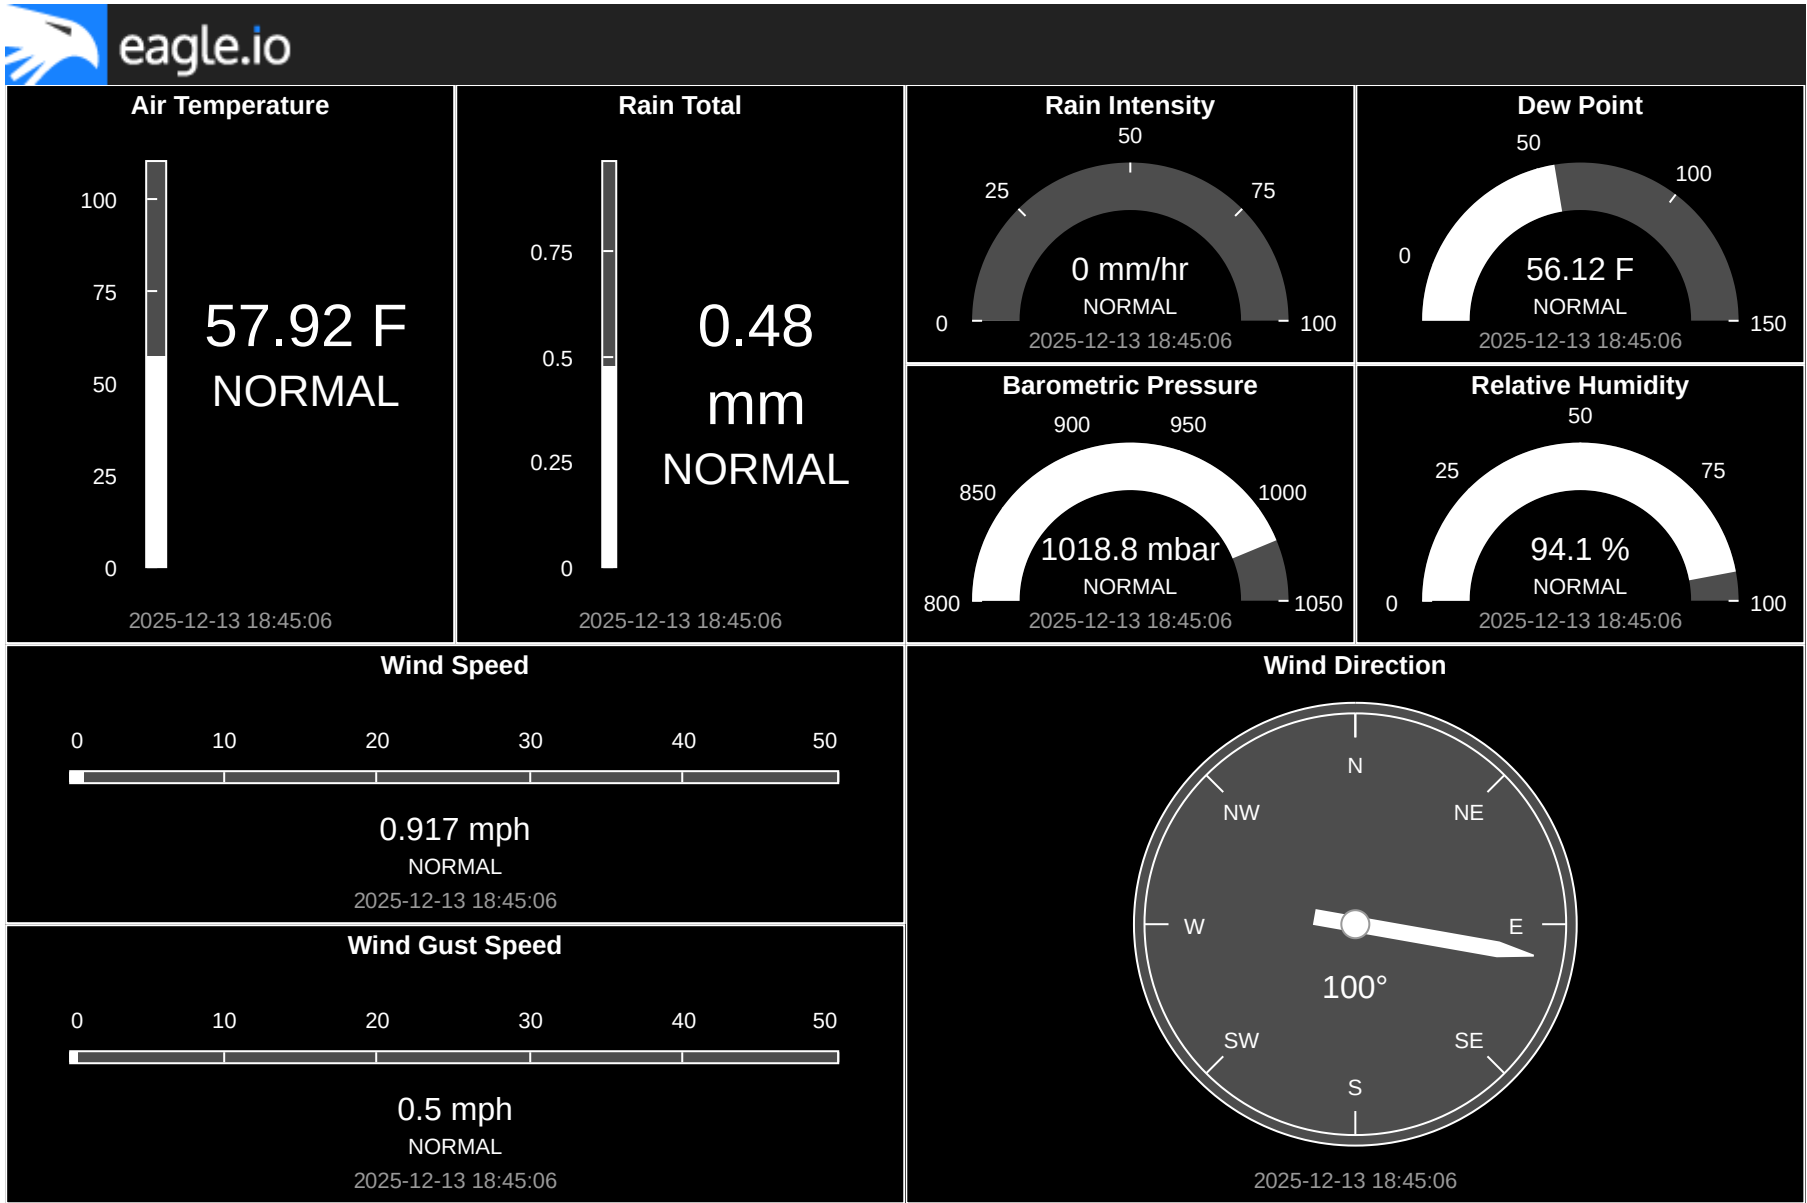 eagle.io
Air Temperature
100
75
50
25
0
57.92 F
NORMAL
2025-12-13 18:45:06
Rain Total
0.75
0.5
0.25
0
0.48
mm
NORMAL
2025-12-13 18:45:06
Rain Intensity
0
25
50
75
100
0 mm/hr
NORMAL
2025-12-13 18:45:06
Dew Point
0
50
100
150
56.12 F
NORMAL
2025-12-13 18:45:06
Barometric Pressure
800
850
900
950
1000
1050
1018.8 mbar
NORMAL
2025-12-13 18:45:06
Relative Humidity
0
25
50
75
100
94.1 %
NORMAL
2025-12-13 18:45:06
Wind Speed
0 10 20 30 40 50
0.917 mph
NORMAL
2025-12-13 18:45:06
Wind Gust Speed
0 10 20 30 40 50
0.5 mph
NORMAL
2025-12-13 18:45:06
Wind Direction
N
NW NE
W E
100°
SW SE
S
2025-12-13 18:45:06